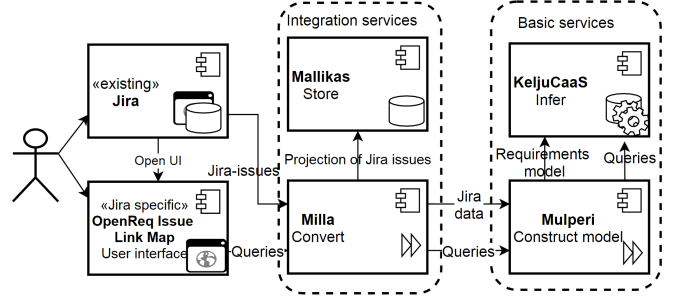 Integration services
Basic services
«existing»
Jira
Mallikas
Store
KeljuCaaS
Infer
Open UI
Jira-issues
Projection of Jira issues
Requirements
model
Queries
«Jira specific»
OpenReq Issue
Link Map
User interface
Queries
Milla
Convert
Jira
data
Queries
Mulperi
Construct model